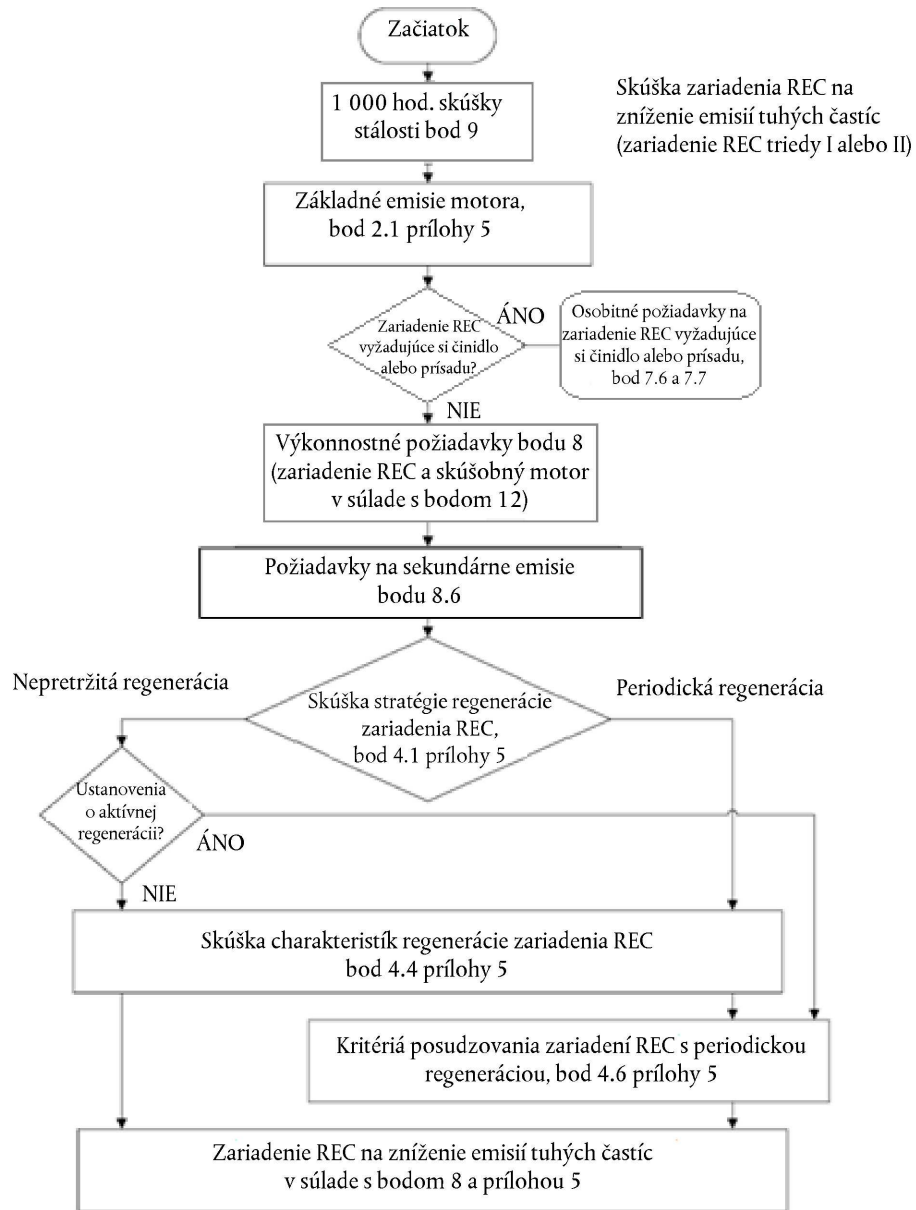 Začiatok
1 000 hod. skúšky
stálosti bod 9
Skúška zariadenia REC na
zníženie emisií tuhých častíc
(zariadenie REC triedy I alebo II)
Základné emisie motora,
bod 2.1 prílohy 5
Zariadenie REC
vyžadujúce si činidlo
alebo prísadu?
ÁNO
Osobitné požiadavky na
zariadenie REC vyžadujúce
si činidlo alebo prísadu,
bod 7.6 a 7.7
NIE
Výkonnostné požiadavky bodu 8
(zariadenie REC a skúšobný motor
v súlade s bodom 12)
Požiadavky na sekundárne emisie
bodu 8.6
Nepretržitá regenerácia
Periodická regenerácia
Skúška stratégie regenerácie
zariadenia REC,
bod 4.1 prílohy 5
Ustanovenia
o aktívnej
regenerácii?
ÁNO
NIE
Skúška charakteristík regenerácie zariadenia REC
bod 4.4 prílohy 5
Kritériá posudzovania zariadení REC s periodickou
regeneráciou, bod 4.6 prílohy 5
Zariadenie REC na zníženie emisií tuhých častíc
v súlade s bodom 8 a prílohou 5